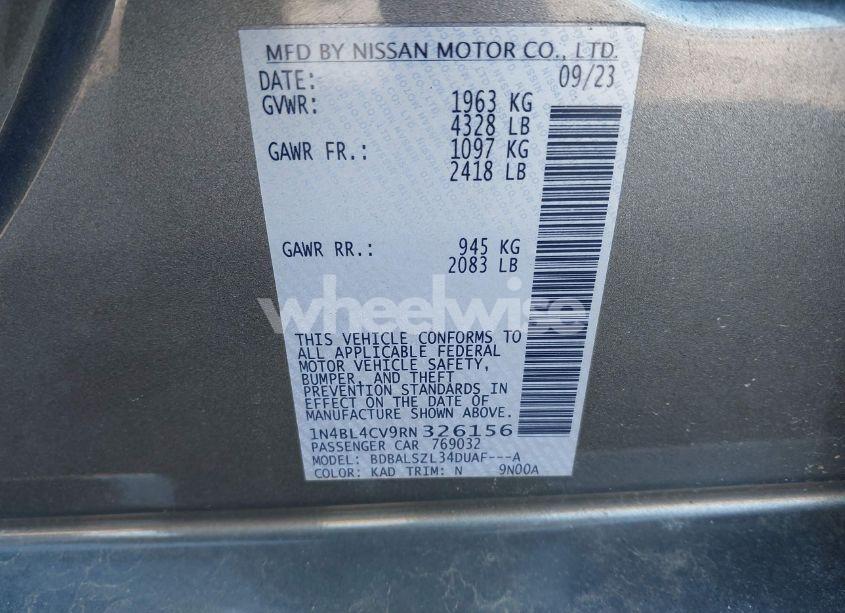 MFD BY NISSAN MOTOR CO., LTD.
DATE: 09/23
GVWR: 1963 KG
4328 LB
GAWR FR.: 1097 KG
2418 LB
GAWR RR.: 945 KG
2083 LB
wheelwise
THIS VEHICLE CONFORMS TO
ALL APPLICABLE FEDERAL
MOTOR VEHICLE SAFETY,
BUMPER, AND THEFT
PREVENTION STANDARDS IN
EFFECT ON THE DATE OF
MANUFACTURE SHOWN ABOVE.
1N4BL4CV9RN326156
PASSENGER CAR 769032
MODEL: BDBALSZL34DUAF---A
COLOR: KAD TRIM: N 9N00A